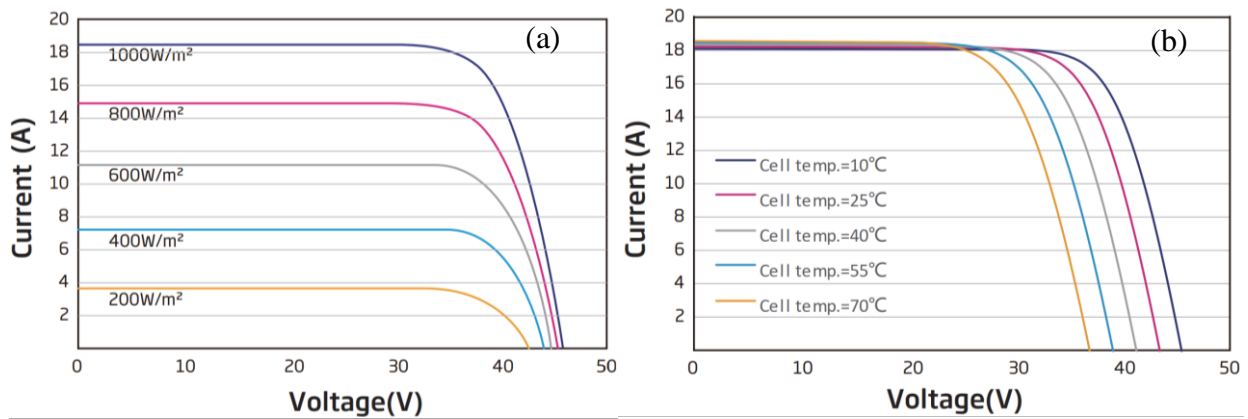 (a)
20
18
16
14
12
10
8
6
4
2
0
10
20
30
40
50
Current (A)
Voltage(V)
1000W/m²
800W/m²
600W/m²
400W/m²
200W/m²
(b)
20
18
16
14
12
10
8
6
4
2
0
20
30
40
50
Current (A)
Voltage(V)
Cell temp.=10℃
Cell temp.=25℃
Cell temp.=40℃
Cell temp.=55℃
Cell temp.=70℃
10